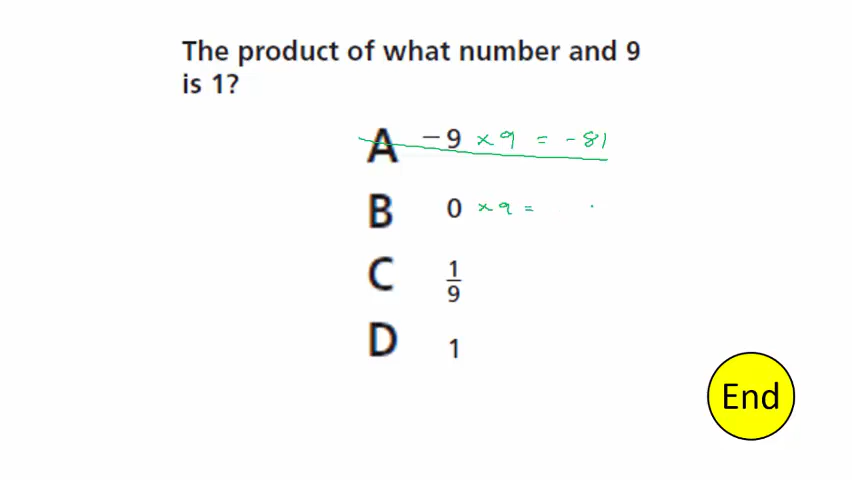 The product of what number and 9
is 1?
A −9 × 9 = -81
B 0 × 9 =
C 1/9
D 1
End